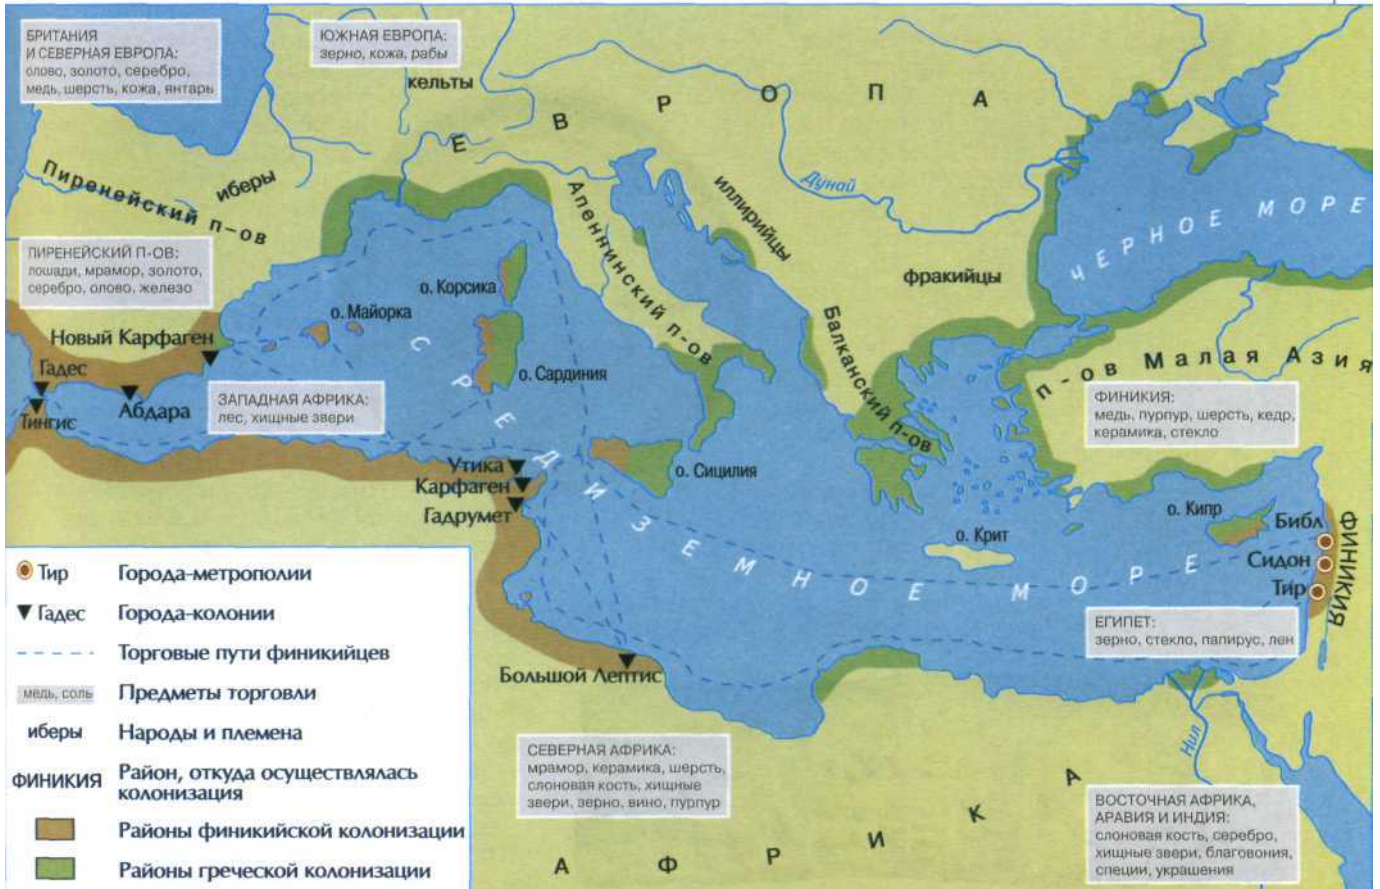 БРИТАНИЯ
И СЕВЕРНАЯ ЕВРОПА:
олово, золото, серебро,
медь, шерсть, кожа, янтарь
ЮЖНАЯ ЕВРОПА:
зерно, кожа, рабы
кельты
ЕВРОПА
Пиренейский п-ов
иберы
Апеннинский п-ов
иллирийцы
Дунай
ЧЕРНОЕ МОРЕ
фракийцы
ПИРЕНЕЙСКИЙ П-ОВ:
лошади, мрамор, золото,
серебро, олово, железо
о. Корсика
о. Майорка
Новый Карфаген
Гадес
Абдара
Тингис
о. Сардиния
Балканский п-ов
п-ов Малая Азия
ЗАПАДНАЯ АФРИКА:
лес, хищные звери
ФИНИКИЯ:
медь, пурпур, шерсть, кедр,
керамика, стекло
СРЕДИЗЕМНОЕ МОРЕ
Утика
Карфаген
Гадрумет
о. Сицилия
о. Крит
о. Кипр
Библ
Сидон
Тир
ФИНИКИЯ
ЕГИПЕТ:
зерно, стекло, папирус, лен
Большой Лептис
Нил
СЕВЕРНАЯ АФРИКА:
мрамор, керамика, шерсть,
слоновая кость, хищные
звери, зерно, вино, пурпур
ВОСТОЧНАЯ АФРИКА,
АРАВИЯ И ИНДИЯ:
слоновая кость, серебро,
хищные звери, благовония,
специи, украшения
АФРИКА
Тир Города-метрополии
Гадес Города-колонии
Торговые пути финикийцев
медь, соль Предметы торговли
иберы Народы и племена
ФИНИКИЯ Район, откуда осуществлялась
колонизация
Районы финикийской колонизации
Районы греческой колонизации